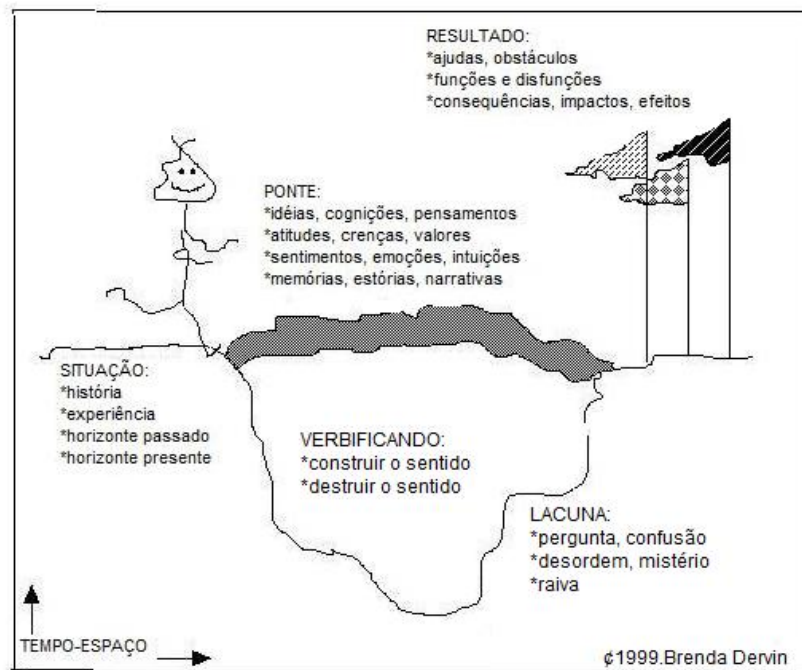 RESULTADO:
*ajudas, obstáculos
*funções e disfunções
*consequências, impactos, efeitos
PONTE:
*idéias, cognições, pensamentos
*atitudes, crenças, valores
*sentimentos, emoções, intuições
*memórias, estórias, narrativas
SITUAÇÃO:
*história
*experiência
*horizonte passado
*horizonte presente
VERBIFICANDO:
*construir o sentido
*destruir o sentido
LACUNA:
*pergunta, confusão
*desordem, mistério
*raiva
TEMPO-ESPAÇO
¢1999.Brenda Dervin